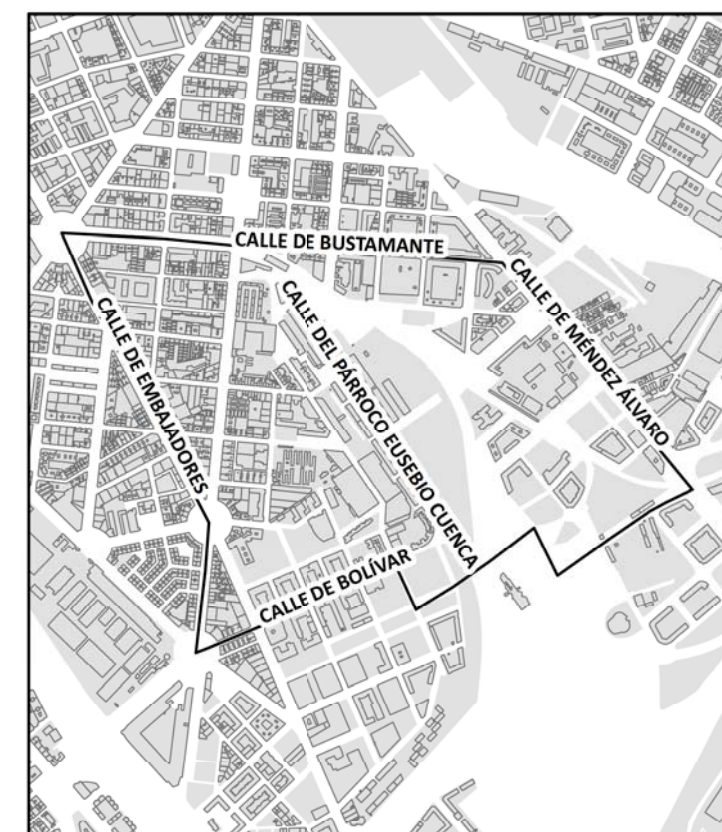 CALLE DE BUSTAMANTE
CALLE DE MÉNDEZ ÁLVARO
CALLE DEL PÁRROCO EUSEBIO CUENCA
CALLE DE EMBAJADORES
CALLE DE BOLÍVAR